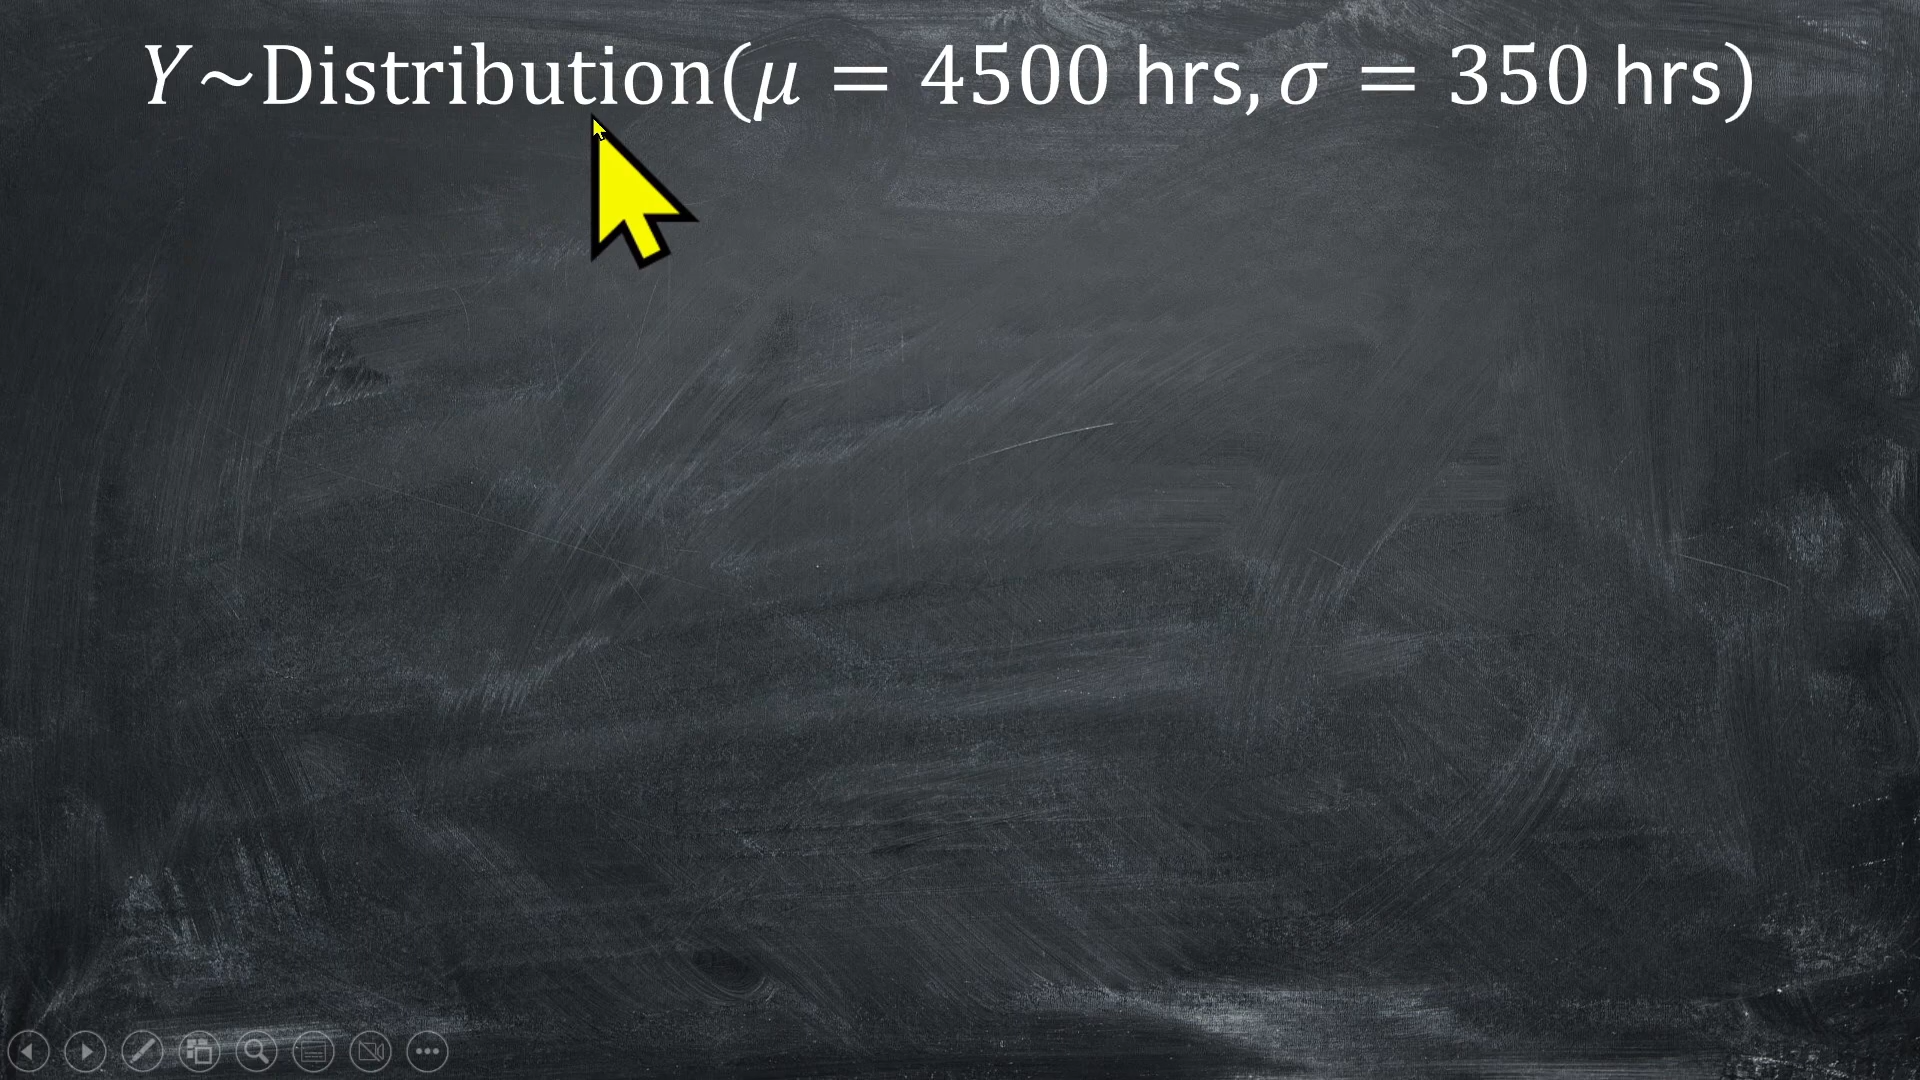 Y~Distribution(μ = 4500 hrs, σ = 350 hrs)